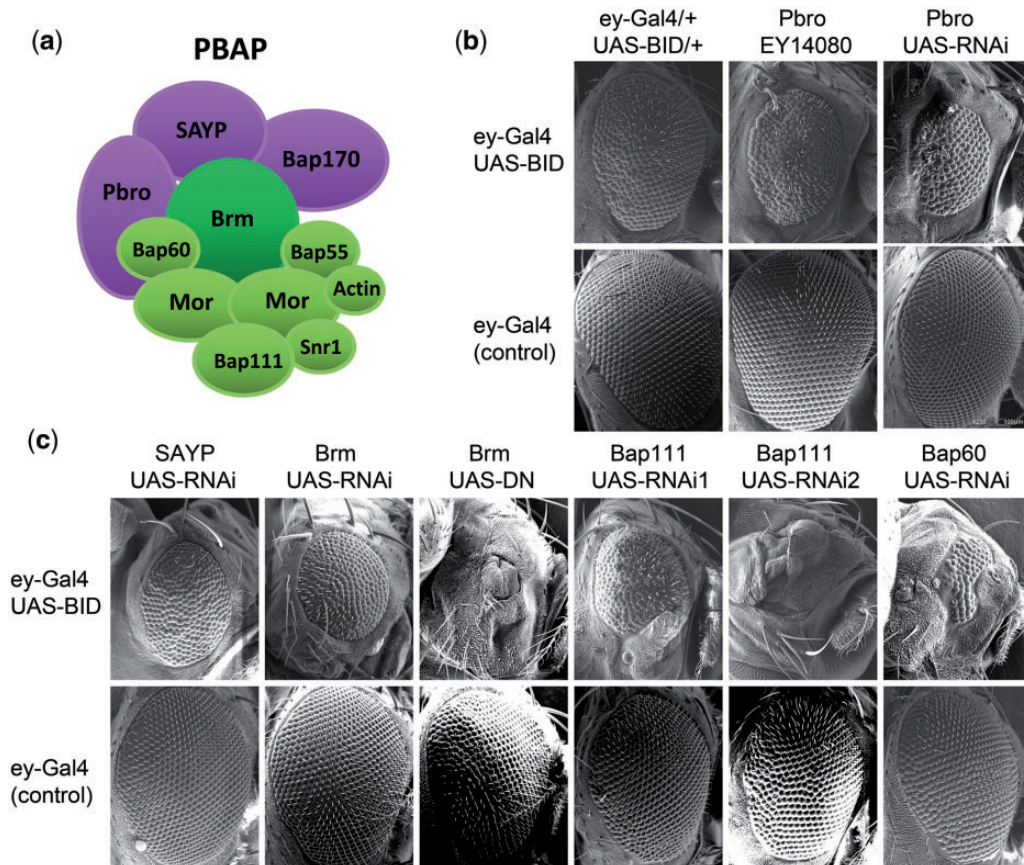 (a)
PBAP
SAYP
Bap170
Pbro
Brm
Bap60
Bap55
Mor
Mor
Actin
Bap111
Snr1
(b)
ey-Gal4/+
UAS-BID/+
Pbro
EY14080
Pbro
UAS-RNAi
ey-Gal4
UAS-BID
ey-Gal4
(control)
X200 100μm
(c)
SAYP
UAS-RNAi
Brm
UAS-RNAi
Brm
UAS-DN
Bap111
UAS-RNAi1
Bap111
UAS-RNAi2
Bap60
UAS-RNAi
ey-Gal4
UAS-BID
ey-Gal4
(control)